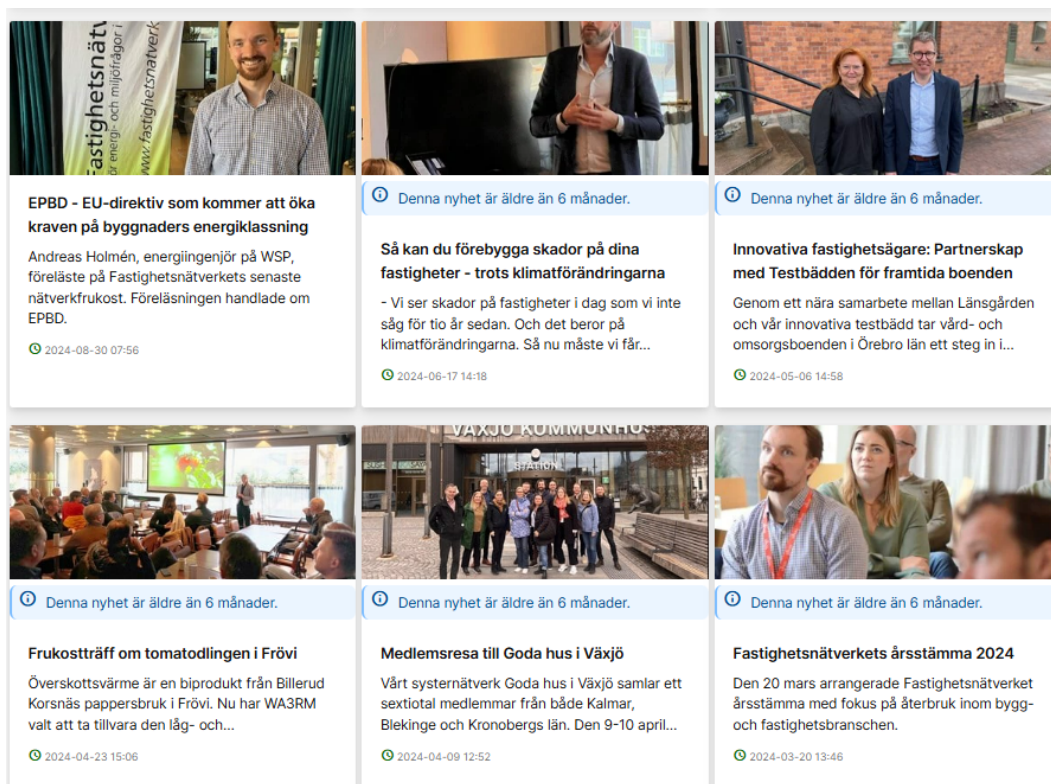 Fastighetsnätv
ör energi- och miljöfrågor i
www.fastighetsnatverk
EPBD - EU-direktiv som kommer att öka
kraven på byggnaders energiklassning
Andreas Holmén, energiingenjör på WSP,
föreläste på Fastighetsnätverkets senaste
nätverkfrukost. Föreläsningen handlade om
EPBD.
2024-08-30 07:56
Denna nyhet är äldre än 6 månader.
Så kan du förebygga skador på dina
fastigheter - trots klimatförändringarna
- Vi ser skador på fastigheter i dag som vi inte
såg för tio år sedan. Och det beror på
klimatförändringarna. Så nu måste vi får...
2024-06-17 14:18
Denna nyhet är äldre än 6 månader.
Innovativa fastighetsägare: Partnerskap
med Testbädden för framtida boenden
Genom ett nära samarbete mellan Länsgården
och vår innovativa testbädd tar vård- och
omsorgsboenden i Örebro län ett steg in i...
2024-05-06 14:58
Denna nyhet är äldre än 6 månader.
Frukostträff om tomatodlingen i Frövi
Överskottsvärme är en biprodukt från Billerud
Korsnäs pappersbruk i Frövi. Nu har WA3RM
valt att ta tillvara den låg- och...
2024-04-23 15:06
VÄXJÖ KOMMUNHUS
STATION
Denna nyhet är äldre än 6 månader.
Medlemsresa till Goda hus i Växjö
Vårt systernätverk Goda hus i Växjö samlar ett
sextiotal medlemmar från både Kalmar,
Blekinge och Kronobergs län. Den 9-10 april...
2024-04-09 12:52
Denna nyhet är äldre än 6 månader.
Fastighetsnätverkets årsstämma 2024
Den 20 mars arrangerade Fastighetsnätverket
årsstämma med fokus på återbruk inom bygg-
och fastighetsbranschen.
2024-03-20 13:46